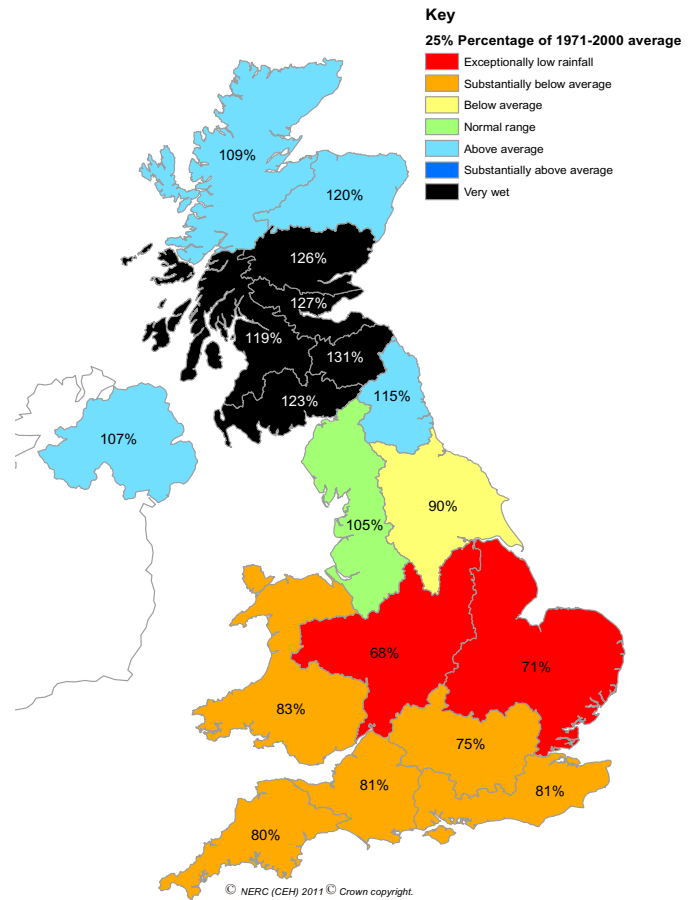 Key
25% Percentage of 1971-2000 average
Exceptionally low rainfall
Substantially below average
Below average
Normal range
Above average
Substantially above average
Very wet
109%
120%
126%
127%
119%
131%
123%
115%
107%
90%
105%
68%
71%
83%
75%
81%
81%
80%
© NERC (CEH) 2011 © Crown copyright.